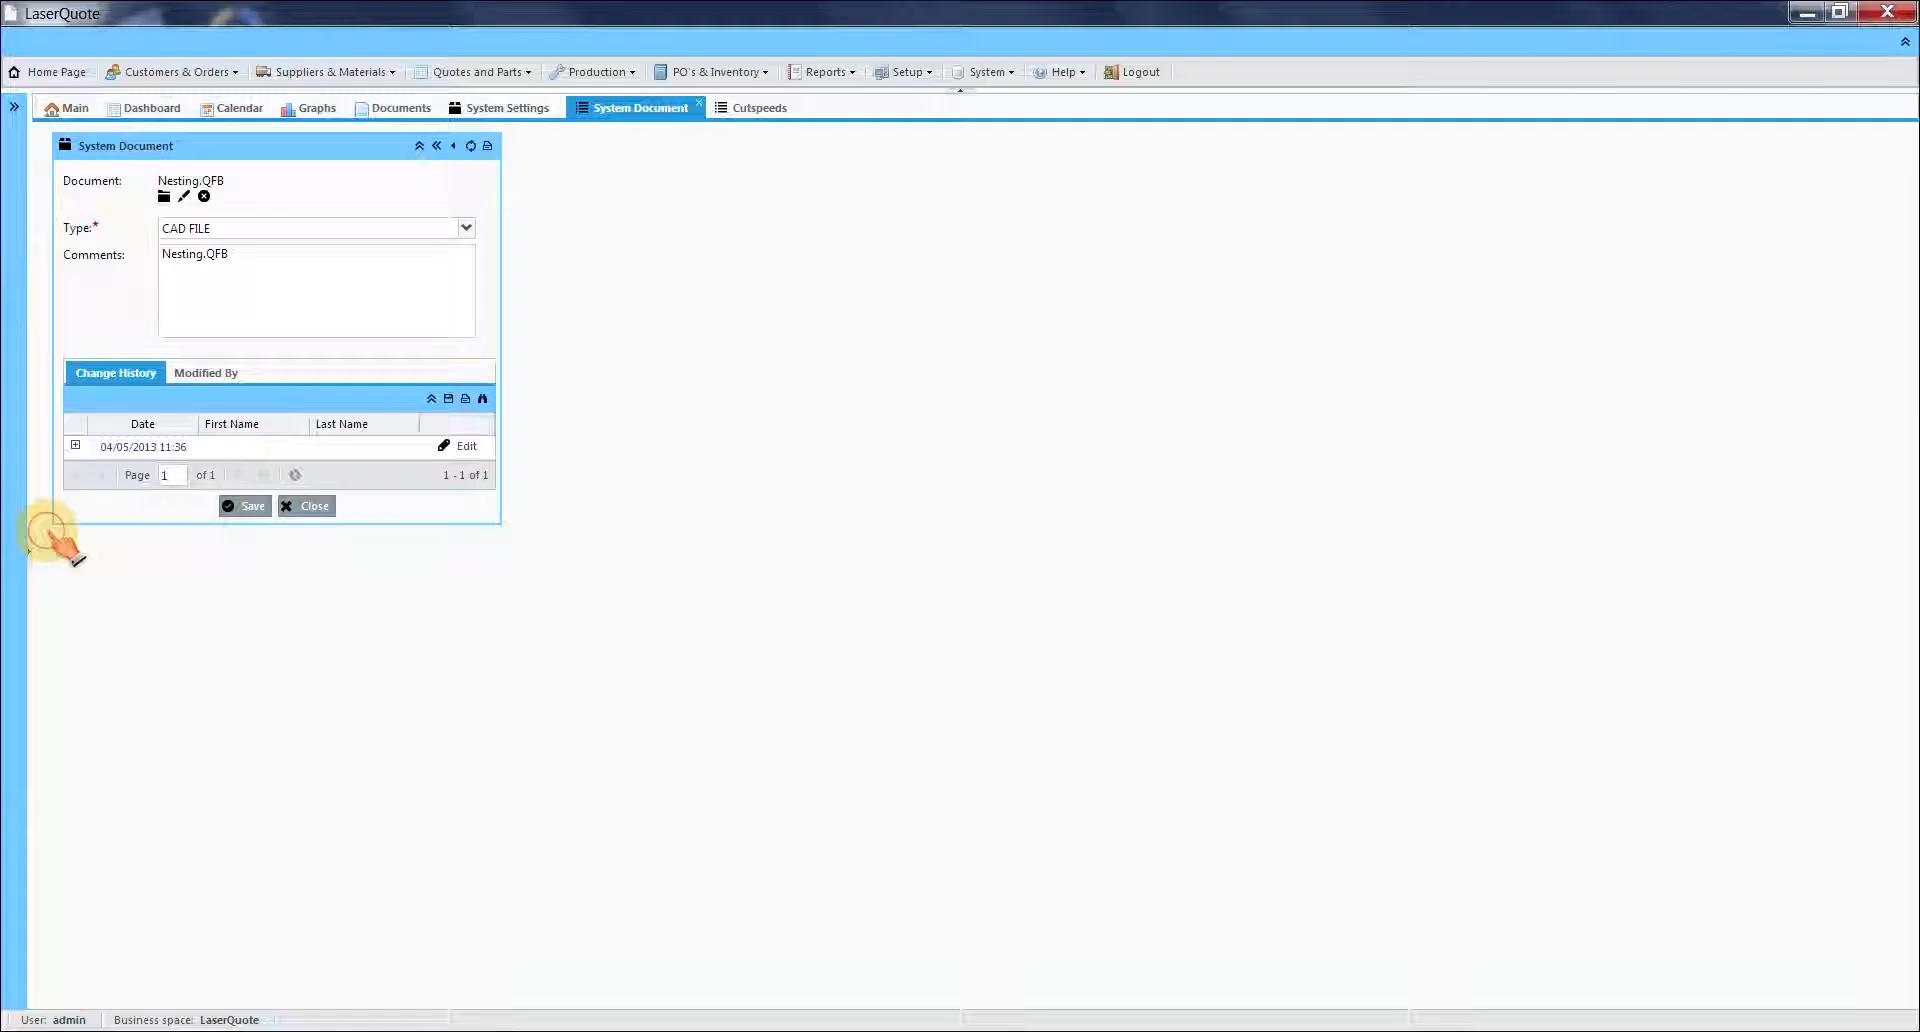 LaserQuote
Home Page Customers & Orders Suppliers & Materials Quotes and Parts Production PO's & Inventory Reports Setup System Help Logout
Main Dashboard Calendar Graphs Documents System Settings System Document Cutspeeds
System Document
Document: Nesting.QFB
Type:* CAD FILE
Comments: Nesting.QFB
Change History Modified By
Date First Name Last Name
04/05/2013 11:36 Edit
Page 1 of 1 1 - 1 of 1
Save Close
User: admin Business space: LaserQuote